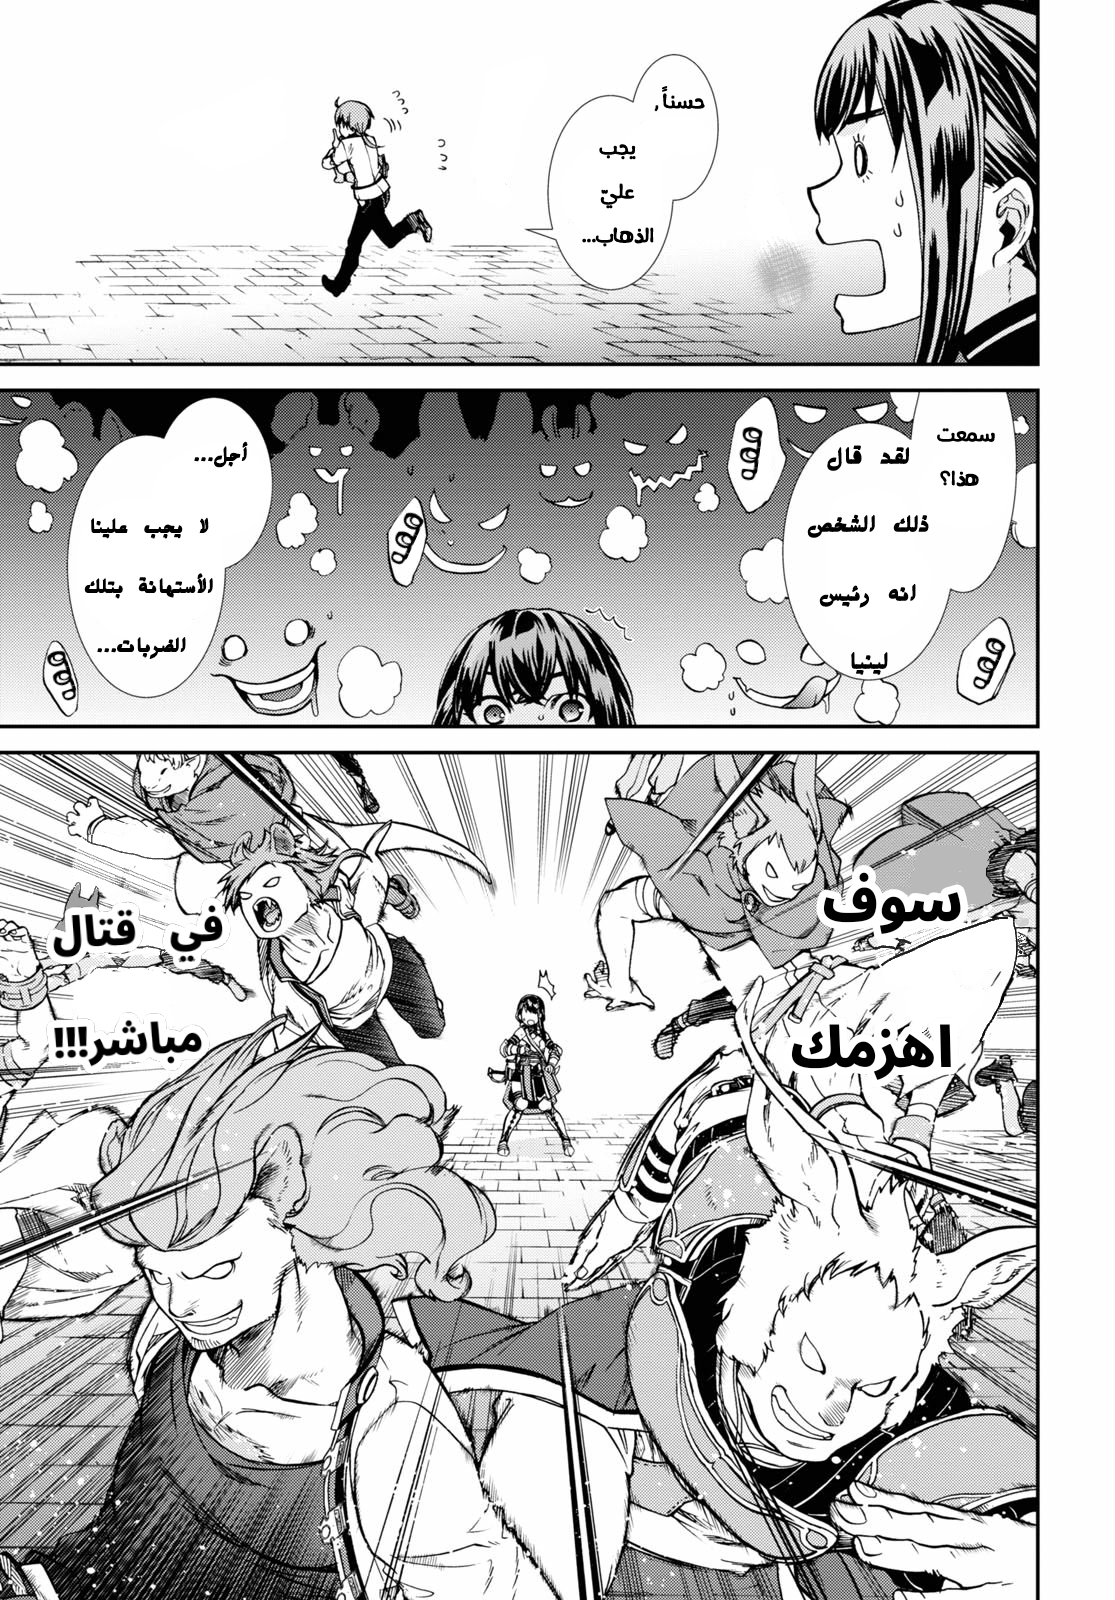 حسناً,
يجب
عليّ
الذهاب...
سمعت
هذا؟
لقد قال
ذلك الشخص
انه رئيس
لينيا
أجل...
لا يجب علينا
الأستهانة بتلك
الضربات...
سوف
اهزمك
في قتال
مباشر!!!